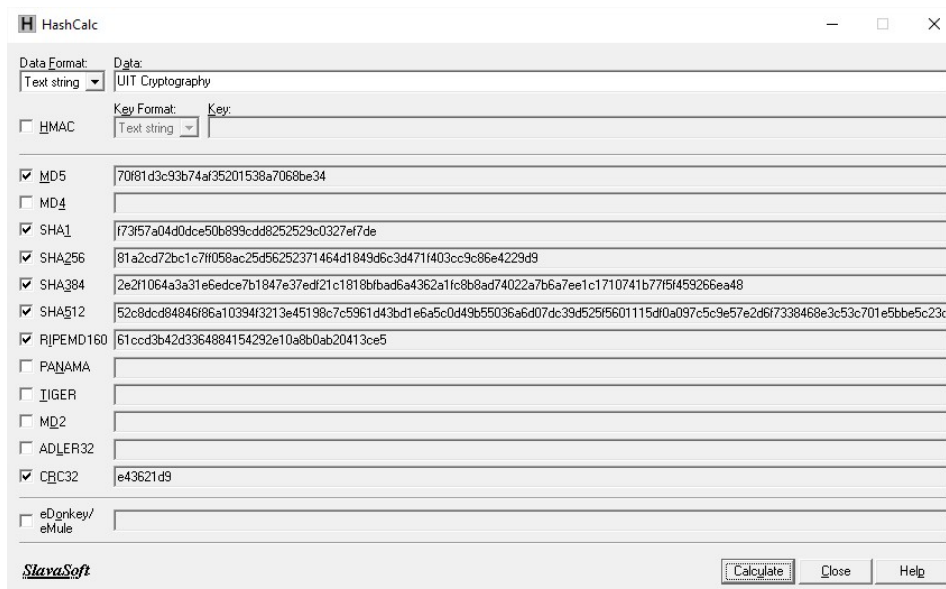 HashCalc
Data Format: Data:
Text string UIT Cryptography
Key Format: Key:
HMAC Text string
MD5 70f81d3c93b74af35201538a7068be34
MD4
SHA1 f73f57a04d0dce50b899cdd8252529c0327ef7de
SHA256 81a2cd72bc1c7ff058ac25d56252371464d1849d6c3d471f403cc9c86e4229d9
SHA384 2e2f1064a3a31e6edce7b1847e37edf21c1818bfbad6a4362a1fc8b8ad74022a7b6a7ee1c1710741b77f5f459266ea48
SHA512 52c8dcd84846f86a10394f3213e45198c7c5961d43bd1e6a5c0d49b55036a6d07dc39d525f5601115df0a097c5c9e57e2d6f7338468e3c53c701e5bbe5c23c
RIPEMD160 61ccd3b42d3364884154292e10a8b0ab20413ce5
PANAMA
TIGER
MD2
ADLER32
CRC32 e43621d9
eDonkey/
eMule
SlavaSoft Calculate Close Help